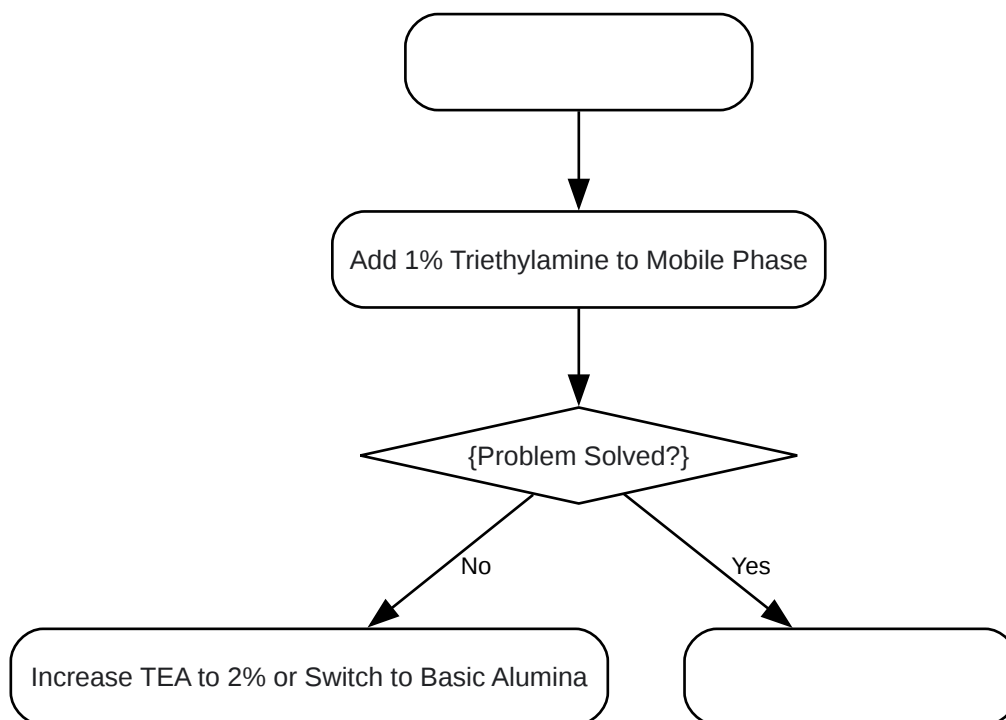 Add 1% Triethylamine to Mobile Phase
{Problem Solved?}
No
Yes
Increase TEA to 2% or Switch to Basic Alumina